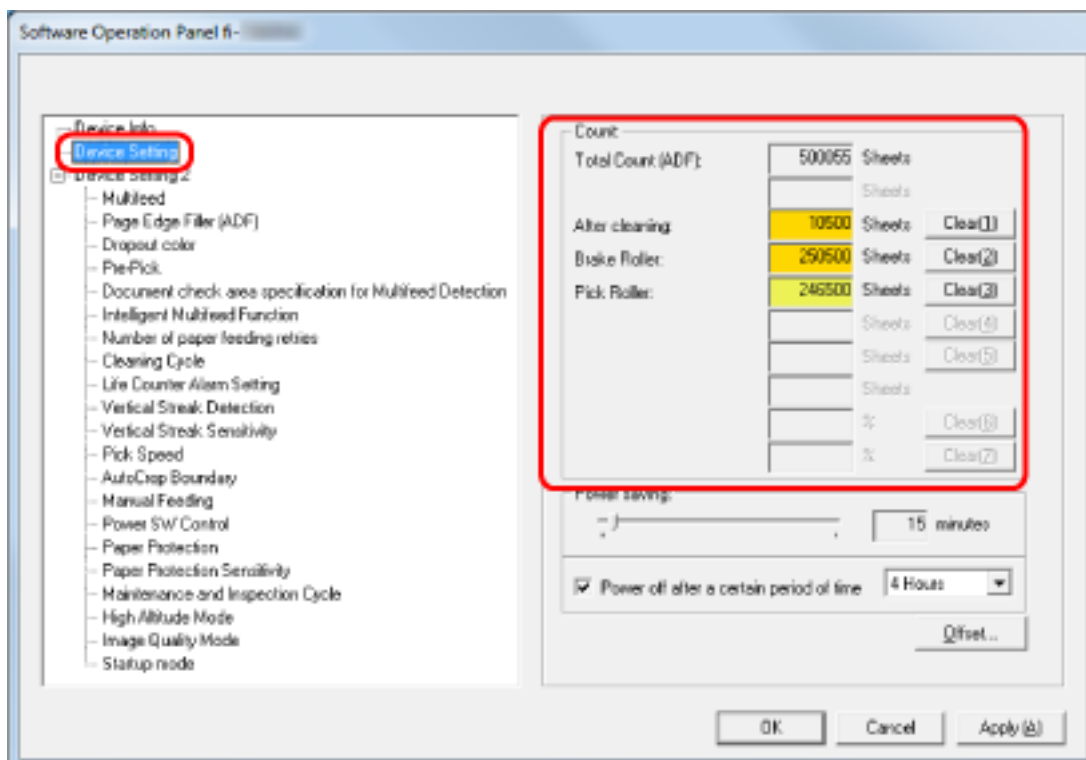 Software Operation Panel fi-
Device Info
Device Setting
Device Setting 2
Multifeed
Page Edge Filler (ADF)
Dropout color
Pre-Pick
Document check area specification for Multifeed Detection
Intelligent Multifeed Function
Number of paper feeding retries
Cleaning Cycle
Life Counter Alarm Setting
Vertical Streak Detection
Vertical Streak Sensitivity
Pick Speed
AutoCrop Boundary
Manual Feeding
Power SW Control
Paper Protection
Paper Protection Sensitivity
Maintenance and Inspection Cycle
High Altitude Mode
Image Quality Mode
Startup mode
Count
Total Count (ADF): 500055 Sheets
Sheets
After cleaning: 10500 Sheets Clear(1)
Brake Roller: 250500 Sheets Clear(2)
Pick Roller: 246500 Sheets Clear(3)
Sheets Clear(4)
Sheets Clear(5)
Sheets
% Clear(6)
% Clear(7)
Power saving:
15 minutes
Power off after a certain period of time 4 Hours
Offset...
OK Cancel Apply (A)